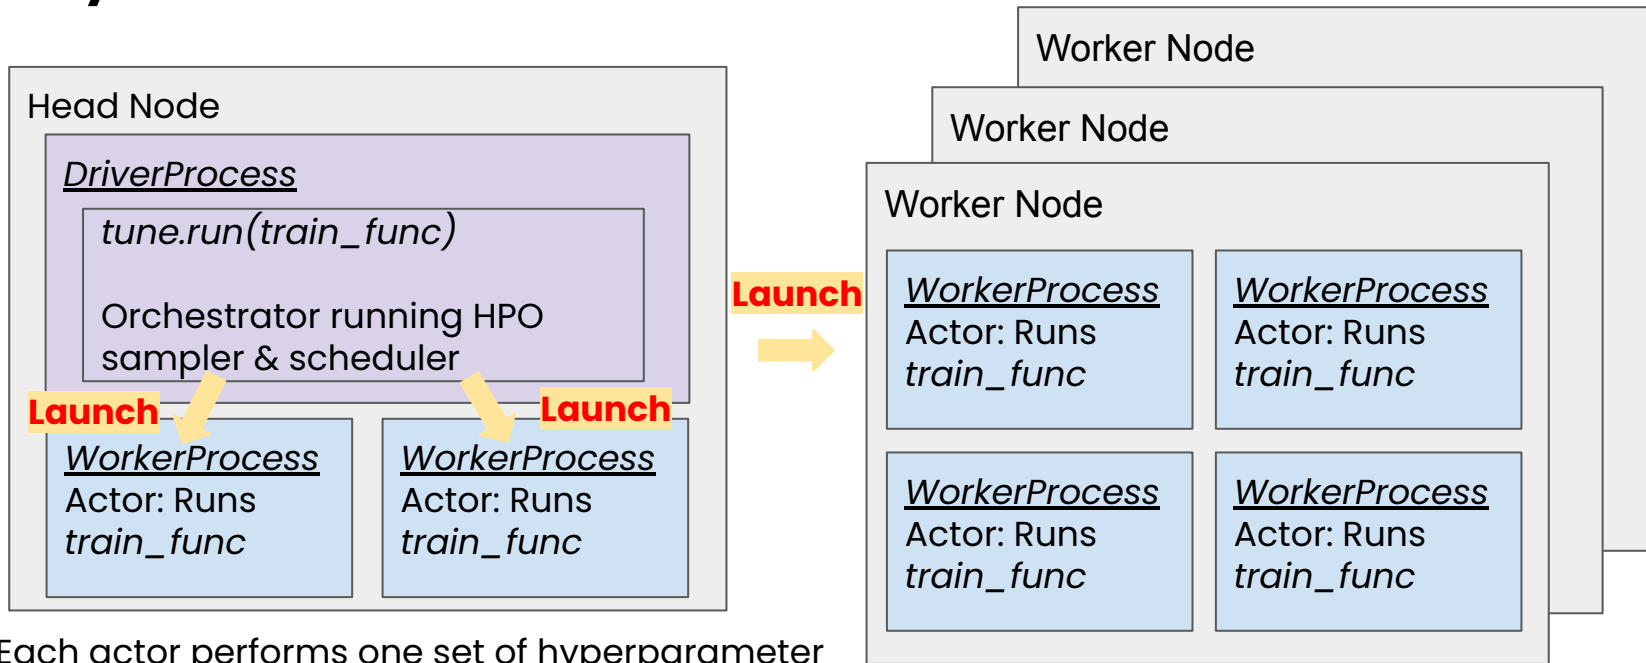 Head Node
DriverProcess
tune.run(train_func)
Orchestrator running HPO
sampler & scheduler
Launch
Launch
WorkerProcess
Actor: Runs
train_func
WorkerProcess
Actor: Runs
train_func
Each actor performs one set of hyperparameter
Launch
Worker Node
Worker Node
Worker Node
WorkerProcess
Actor: Runs
train_func
WorkerProcess
Actor: Runs
train_func
WorkerProcess
Actor: Runs
train_func
WorkerProcess
Actor: Runs
train_func